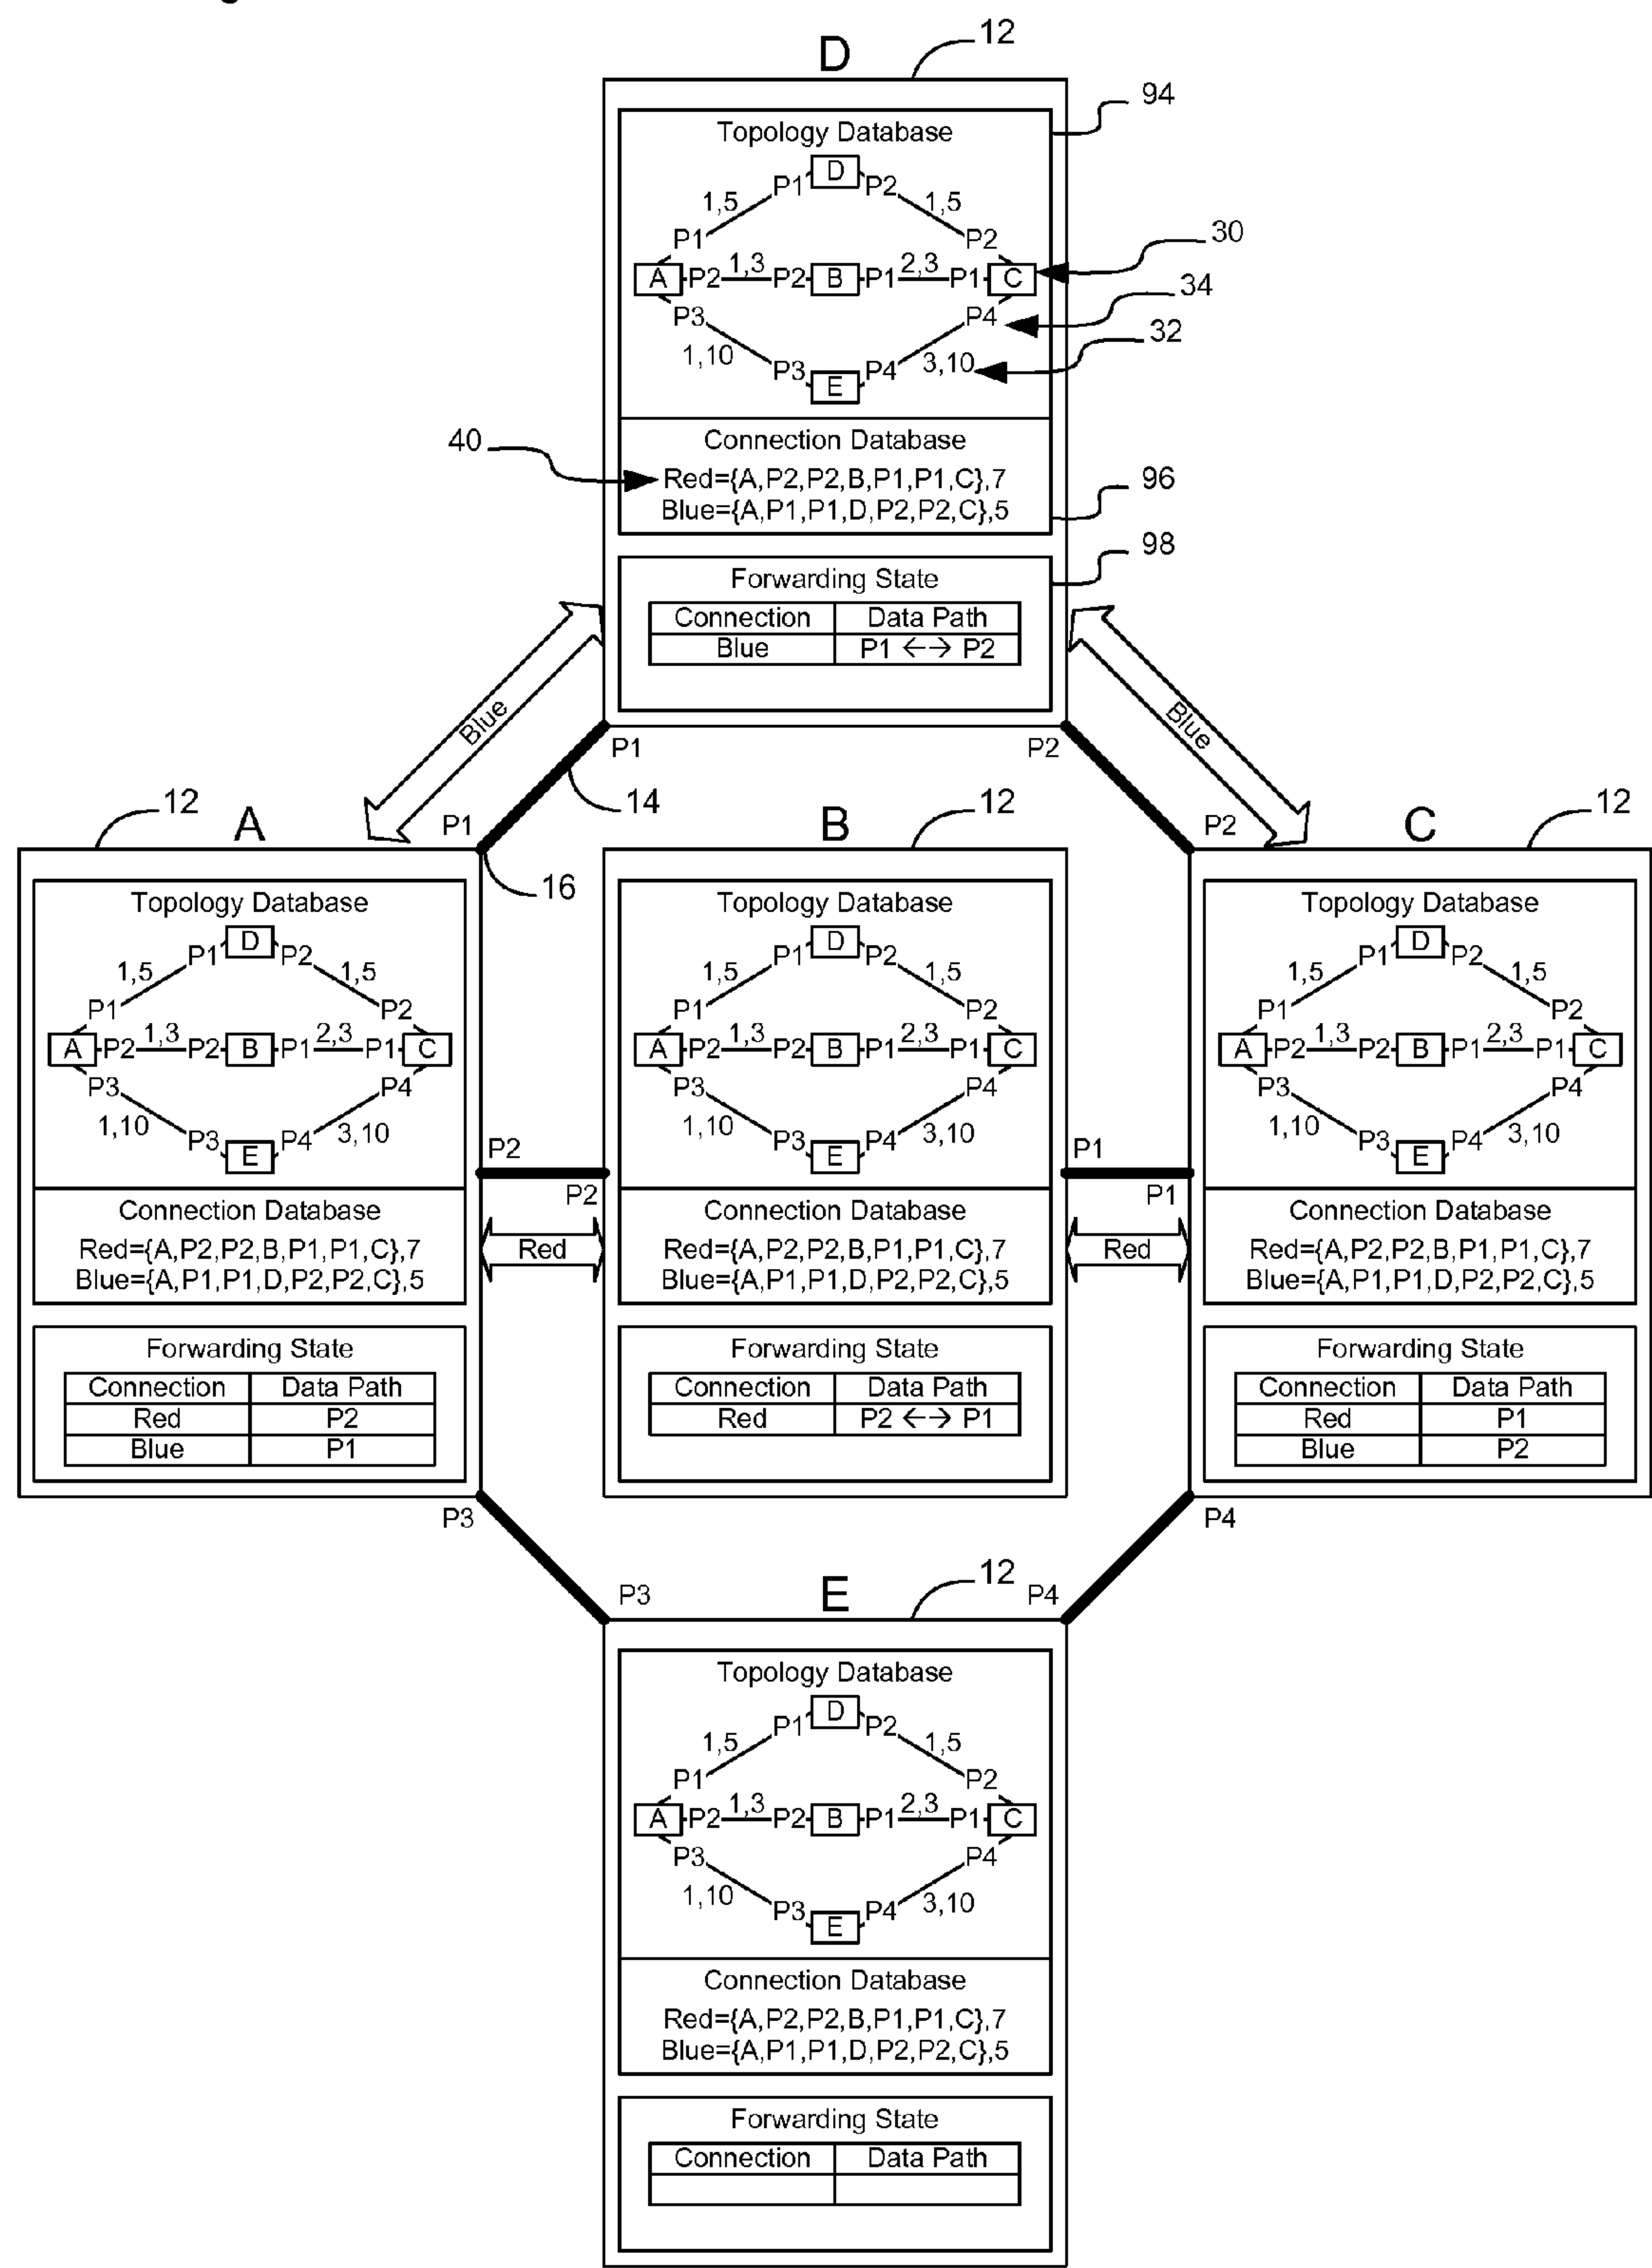 D
12
94
Topology Database
D
P1
P2
1,5
1,5
P1
P2
30
A
P2
1,3
P2
B
P1
2,3
P1
C
34
P3
P4
32
1,10
3,10
P3
P4
E
Connection Database
40
Red={A,P2,P2,B,P1,P1,C},7
96
Blue={A,P1,P1,D,P2,P2,C},5
98
Forwarding State
Connection Data Path
Blue P1 ←→ P2
Blue
Blue
P1
P2
14
12
A
P1
12
B
P2
C
12
16
Topology Database
D
P1
P2
1,5
1,5
P1
P2
A
P2
1,3
P2
B
P1
2,3
P1
C
P3
P4
1,10
3,10
P3
P4
E
Connection Database
Red={A,P2,P2,B,P1,P1,C},7
Blue={A,P1,P1,D,P2,P2,C},5
Forwarding State
Connection Data Path
Red P2
Blue P1
P2
P2
Red
Topology Database
D
P1
P2
1,5
1,5
P1
P2
A
P2
1,3
P2
B
P1
2,3
P1
C
P3
P4
1,10
3,10
P3
P4
E
Connection Database
Red={A,P2,P2,B,P1,P1,C},7
Blue={A,P1,P1,D,P2,P2,C},5
Forwarding State
Connection Data Path
Red P2 ←→ P1
P1
P1
Red
Topology Database
D
P1
P2
1,5
1,5
P1
P2
A
P2
1,3
P2
B
P1
2,3
P1
C
P3
P4
1,10
3,10
P3
P4
E
Connection Database
Red={A,P2,P2,B,P1,P1,C},7
Blue={A,P1,P1,D,P2,P2,C},5
Forwarding State
Connection Data Path
Red P1
Blue P2
P3
P4
P3
E
12
P4
Topology Database
D
P1
P2
1,5
1,5
P1
P2
A
P2
1,3
P2
B
P1
2,3
P1
C
P3
P4
1,10
3,10
P3
P4
E
Connection Database
Red={A,P2,P2,B,P1,P1,C},7
Blue={A,P1,P1,D,P2,P2,C},5
Forwarding State
Connection Data Path